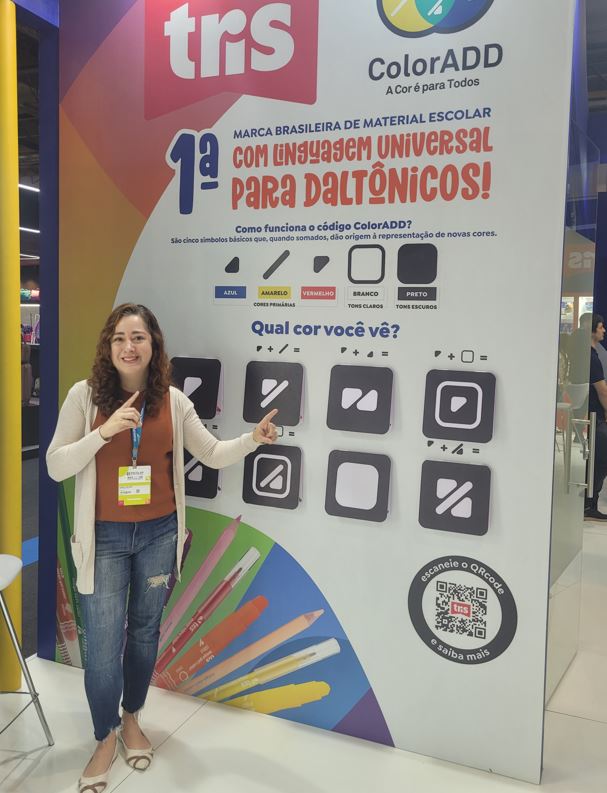 tris
ColorADD
A Cor é para Todos
1ª
MARCA BRASILEIRA DE MATERIAL ESCOLAR
COM LINGUAGEM UNIVERSAL
PARA DALTÔNICOS!
Como funciona o código ColorADD?
São cinco símbolos básicos que, quando somados, dão origem à representação de novas cores.
AZUL AMARELO VERMELHO BRANCO PRETO
CORES PRIMÁRIAS TONS CLAROS TONS ESCUROS
Qual cor você vê?
escaneie o QRcode
tris
e saiba mais
tris